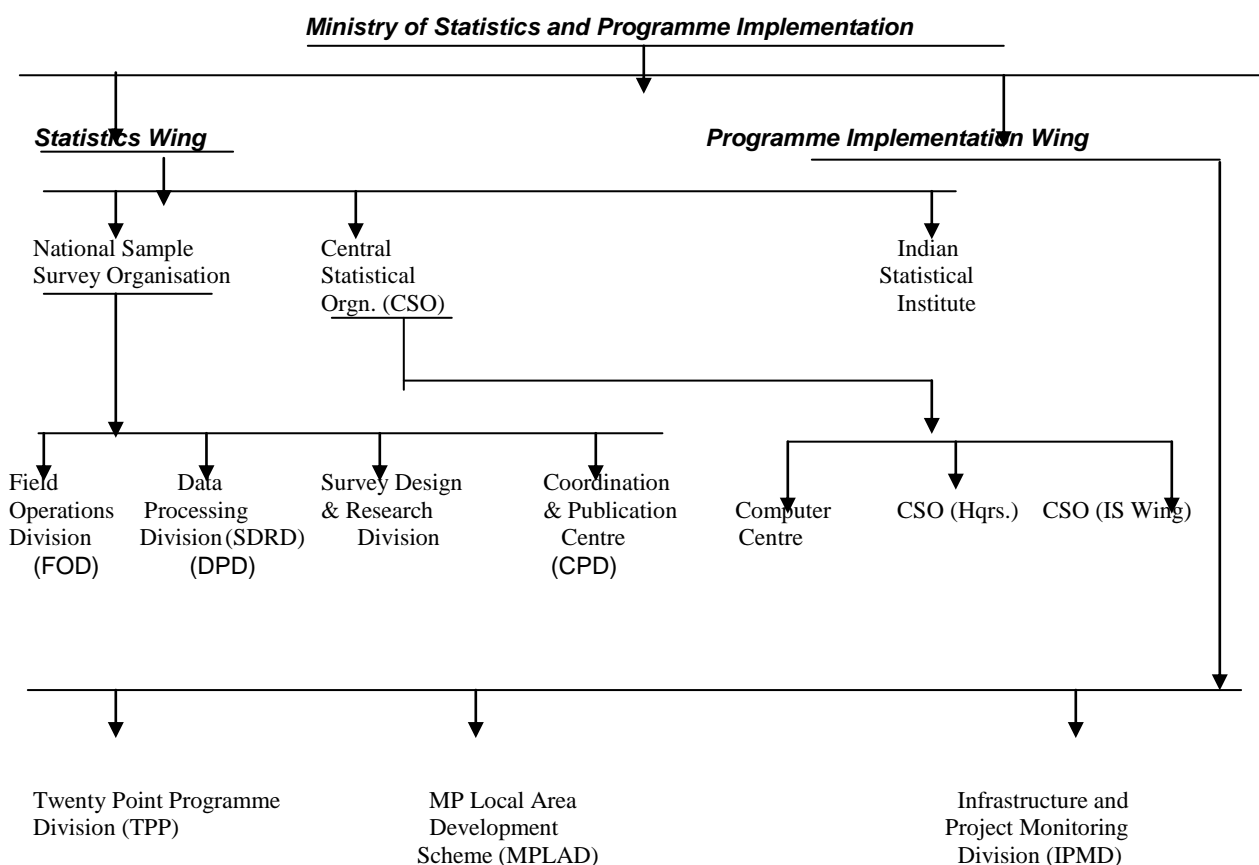 Ministry of Statistics and Programme Implementation
Statistics Wing
Programme Implementation Wing
National Sample
Survey Organisation
Central
Statistical
Orgn. (CSO)
Indian
Statistical
Institute
Field
Operations
Division
(FOD)
Data
Processing
Division (SDRD)
(DPD)
Survey Design
& Research
Division
Coordination
& Publication
Centre
(CPD)
Computer
Centre
CSO (Hqrs.)
CSO (IS Wing)
Twenty Point Programme
Division (TPP)
MP Local Area
Development
Scheme (MPLAD)
Infrastructure and
Project Monitoring
Division (IPMD)